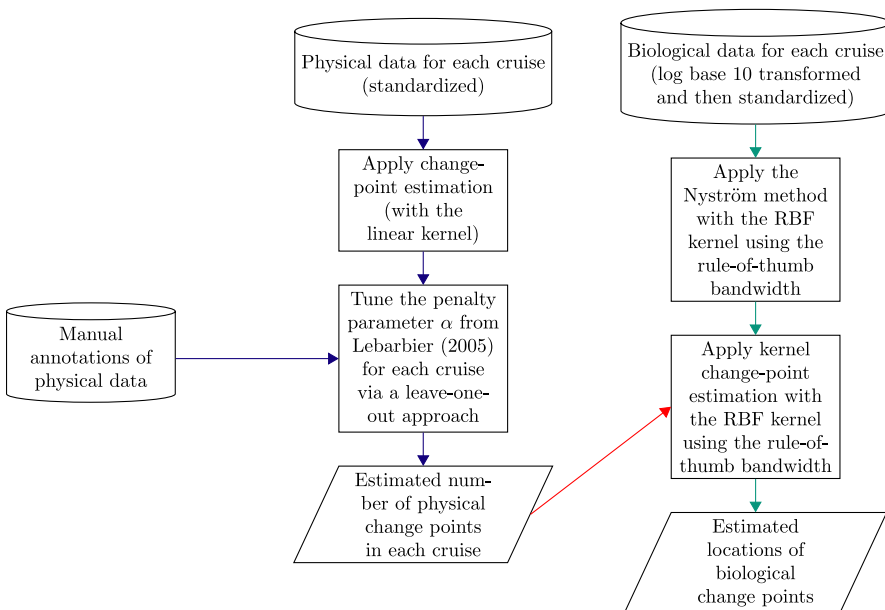 Physical data for each cruise
(standardized)
Apply change-
point estimation
(with the
linear kernel)
Manual
annotations of
physical data
Tune the penalty
parameter α from
Lebarbier (2005)
for each cruise
via a leave-one-
out approach
Estimated num-
ber of physical
change points
in each cruise
Biological data for each cruise
(log base 10 transformed
and then standardized)
Apply the
Nyström method
with the RBF
kernel using the
rule-of-thumb
bandwidth
Apply kernel
change-point
estimation with
the RBF kernel
using the rule-of-
thumb bandwidth
Estimated
locations of
biological
change points